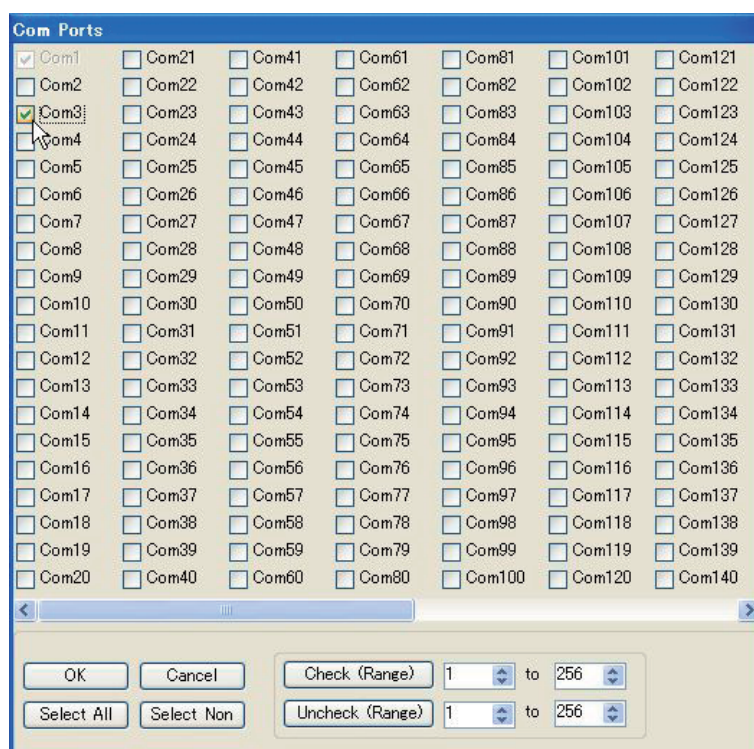 Com Ports
Com1 Com21 Com41 Com61 Com81 Com101 Com121
Com2 Com22 Com42 Com62 Com82 Com102 Com122
Com3 Com23 Com43 Com63 Com83 Com103 Com123
Com4 Com24 Com44 Com64 Com84 Com104 Com124
Com5 Com25 Com45 Com65 Com85 Com105 Com125
Com6 Com26 Com46 Com66 Com86 Com106 Com126
Com7 Com27 Com47 Com67 Com87 Com107 Com127
Com8 Com28 Com48 Com68 Com88 Com108 Com128
Com9 Com29 Com49 Com69 Com89 Com109 Com129
Com10 Com30 Com50 Com70 Com90 Com110 Com130
Com11 Com31 Com51 Com71 Com91 Com111 Com131
Com12 Com32 Com52 Com72 Com92 Com112 Com132
Com13 Com33 Com53 Com73 Com93 Com113 Com133
Com14 Com34 Com54 Com74 Com94 Com114 Com134
Com15 Com35 Com55 Com75 Com95 Com115 Com135
Com16 Com36 Com56 Com76 Com96 Com116 Com136
Com17 Com37 Com57 Com77 Com97 Com117 Com137
Com18 Com38 Com58 Com78 Com98 Com118 Com138
Com19 Com39 Com59 Com79 Com99 Com119 Com139
Com20 Com40 Com60 Com80 Com100 Com120 Com140
OK Cancel Check (Range) 1 to 256
Select All Select Non Uncheck (Range) 1 to 256